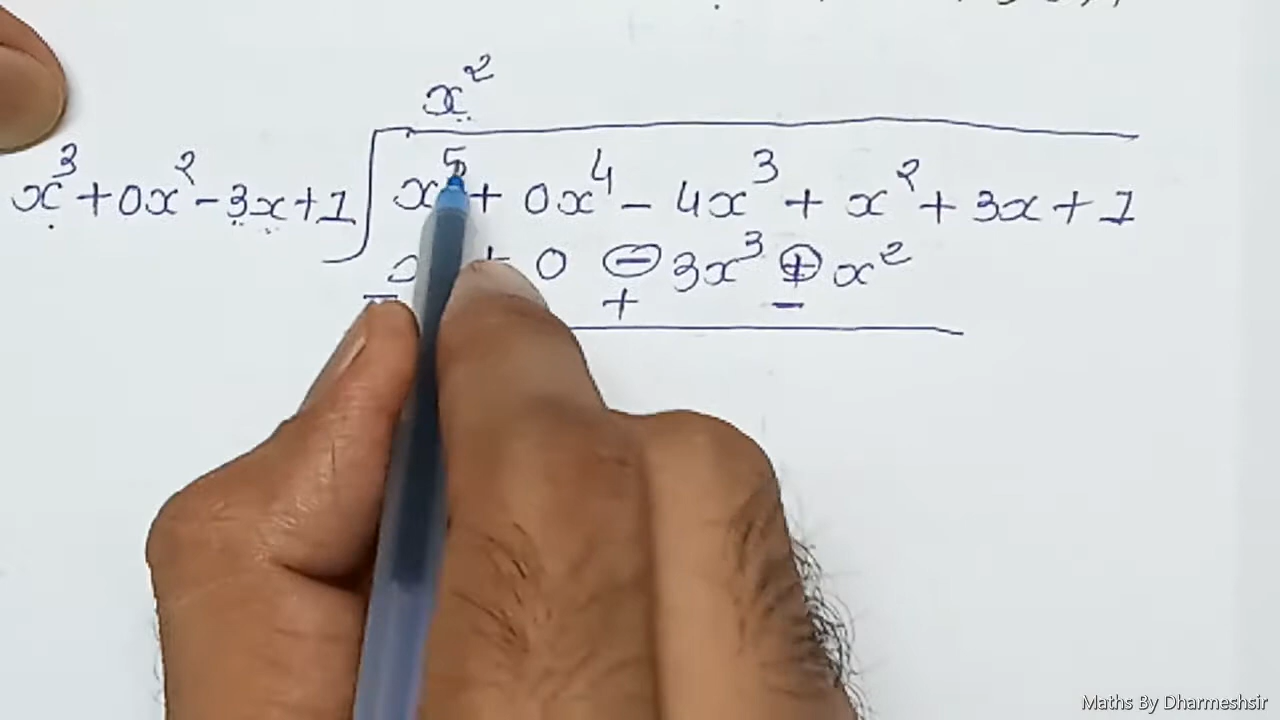 x²
x³ + 0x² - 3x + 1 x⁵ + 0x⁴ - 4x³ + x² + 3x + 1
+ 0 ⊖ 3x³ ⊕ x²
- + -
Maths By Dharmeshsir